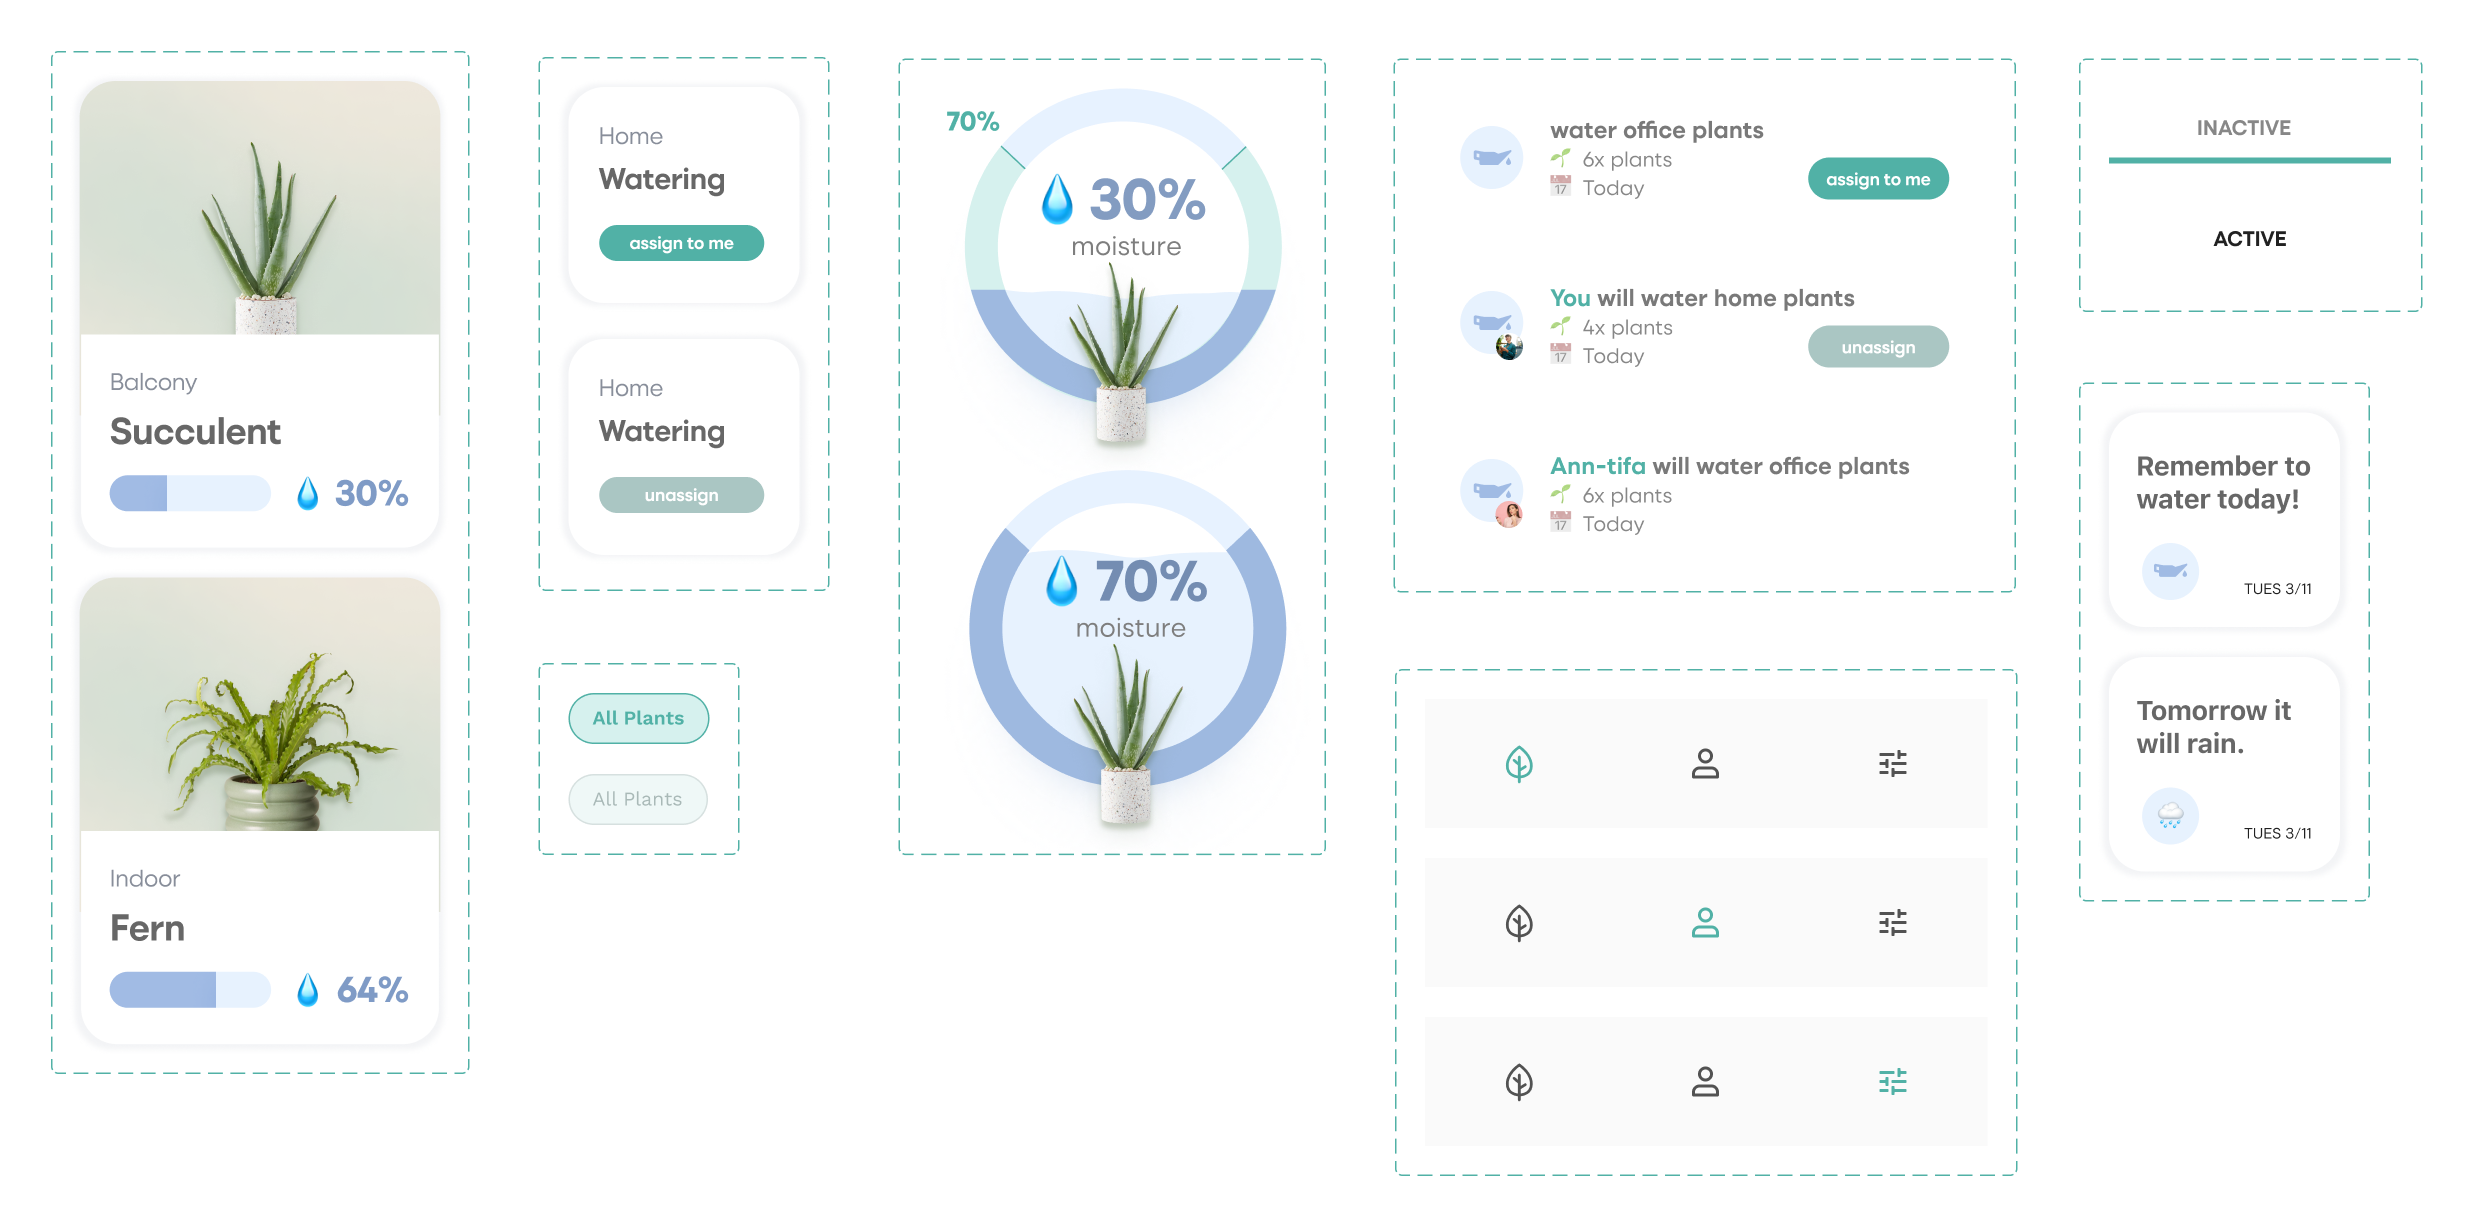 Balcony
Succulent
30%
Indoor
Fern
64%
Home
Watering
assign to me
Home
Watering
unassign
All Plants
All Plants
70%
30%
moisture
70%
moisture
water office plants
6x plants
17 Today
assign to me
You will water home plants
4x plants
17 Today
unassign
Ann-tifa will water office plants
6x plants
17 Today
INACTIVE
ACTIVE
Remember to
water today!
TUES 3/11
Tomorrow it
will rain.
TUES 3/11